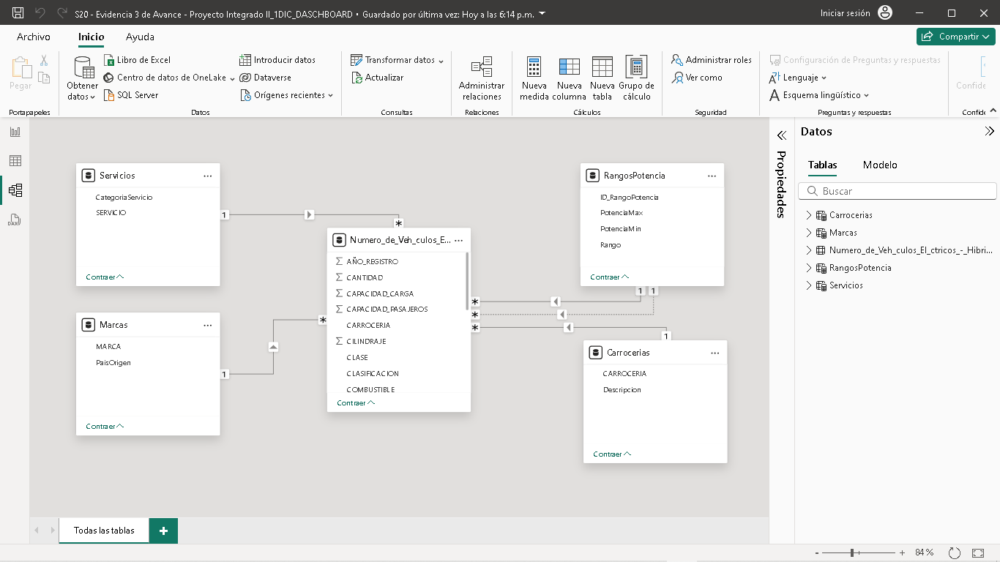 S20 - Evidencia 3 de Avance - Proyecto Integrado II_1DIC_DASCHBOARD • Guardado por última vez: Hoy a las 6:14 p.m.
Iniciar sesión
Archivo
Inicio
Ayuda
Compartir
Pegar
Portapapeles
Obtener datos
Libro de Excel
Centro de datos de OneLake
SQL Server
Introducir datos
Dataverse
Orígenes recientes
Datos
Transformar datos
Actualizar
Consultas
Administrar relaciones
Relaciones
Nueva medida
Nueva columna
Nueva tabla
Grupo de cálculo
Cálculos
Administrar roles
Ver como
Seguridad
Configuración de Preguntas y respuestas
Lenguaje
Esquema lingüístico
Preguntas y respuestas
Confide
Confide
DAX
Servicios
CategoriaServicio
SERVICIO
Contraer
1
*
Marcas
MARCA
PaisOrigen
Contraer
1
*
Numero_de_Veh_culos_E...
AÑO_REGISTRO
CANTIDAD
CAPACIDAD_CARGA
CAPACIDAD_PASAJEROS
CARROCERIA
CILINDRAJE
CLASE
CLASIFICACION
COMBUSTIBLE
Contraer
RangosPotencia
ID_RangoPotencia
PotenciaMax
PotenciaMin
Rango
Contraer
1
1
*
*
*
1
Carrocerias
CARROCERIA
Descripcion
Contraer
Propiedades
Datos
Tablas
Modelo
Buscar
Carrocerias
Marcas
Numero_de_Veh_culos_El_ctricos_-_Hibri...
RangosPotencia
Servicios
Todas las tablas
+
- + 84 %